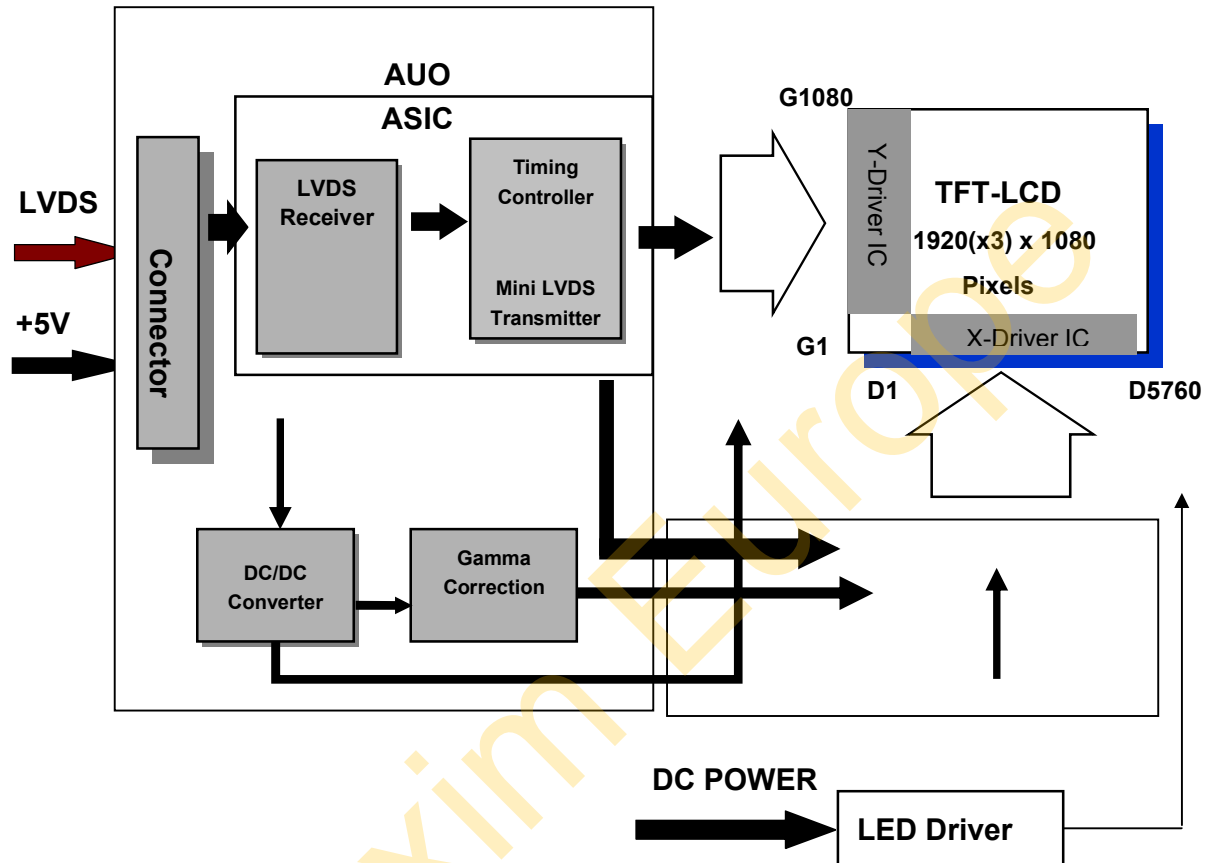 AUO
ASIC
LVDS
+5V
Connector
LVDS
Receiver
Timing
Controller
Mini LVDS
Transmitter
G1080
Y-Driver IC
TFT-LCD
1920(x3) x 1080
Pixels
X-Driver IC
G1
D1
D5760
DC/DC
Converter
Gamma
Correction
DC POWER
LED Driver
xim Europe